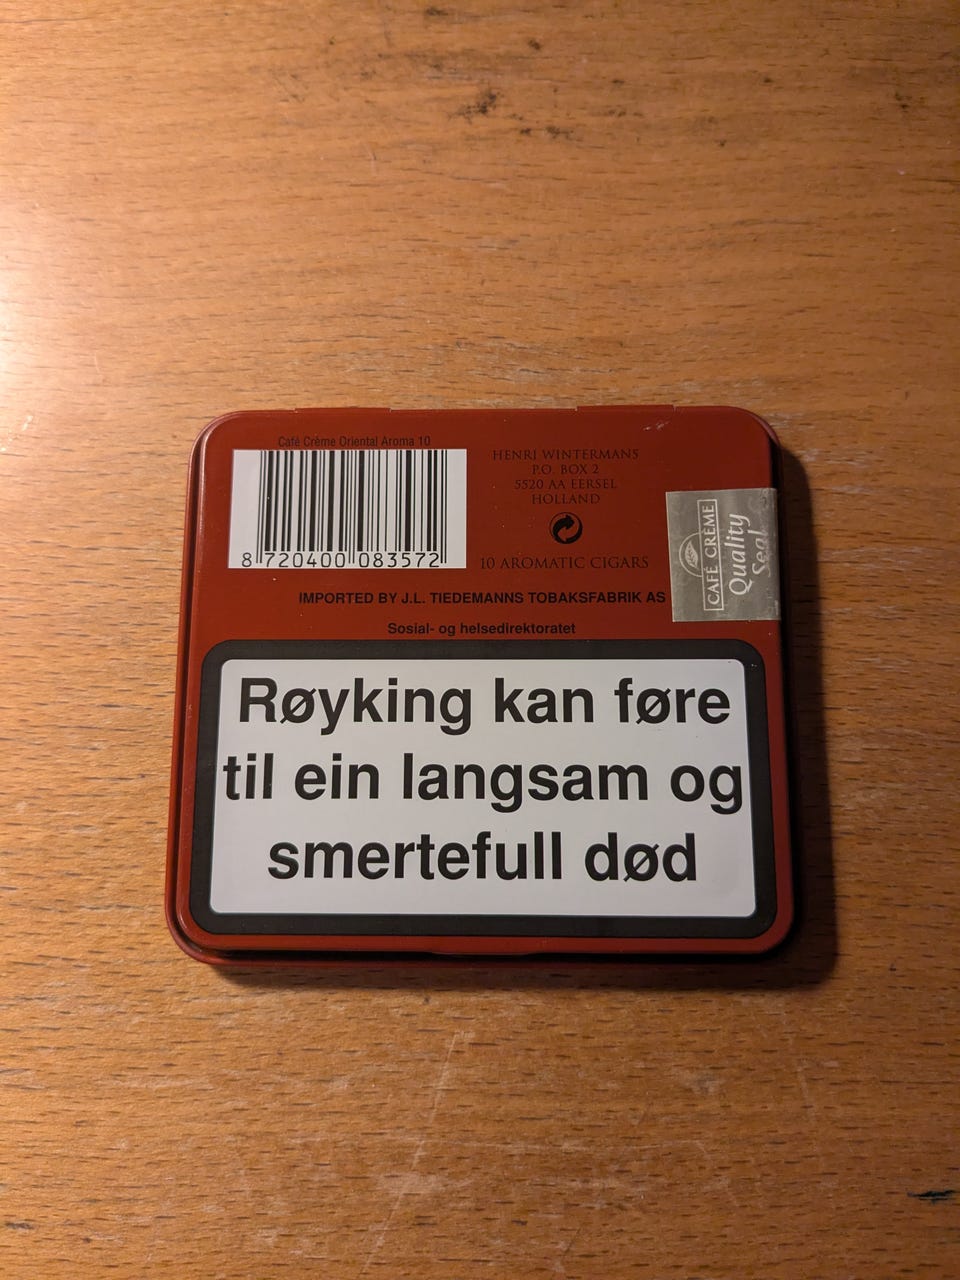 Café Crème Oriental Aroma 10
8 720400 083572
HENRI WINTERMANS
P.O. BOX 2
5520 AA EERSEL
HOLLAND
10 AROMATIC CIGARS
CAFÉ CRÈME
Quality
Seal
IMPORTED BY J.L. TIEDEMANNS TOBAKSFABRIK AS
Sosial- og helsedirektoratet
Røyking kan føre
til ein langsam og
smertefull død